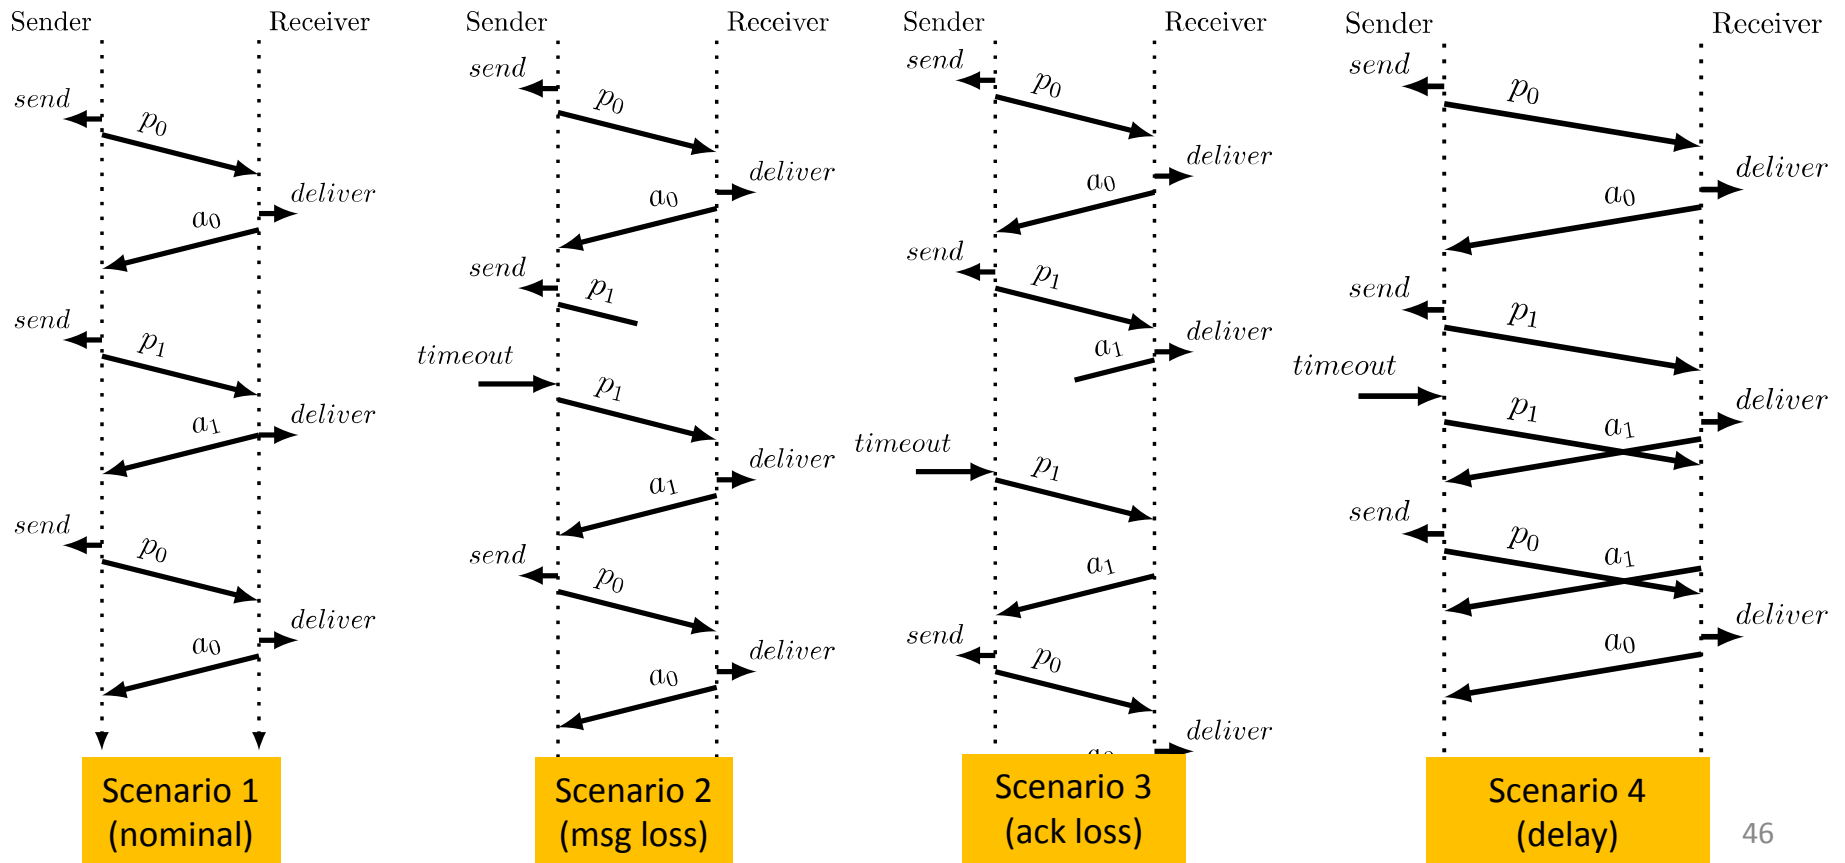 Sender Receiver
send
p₀
deliver
a₀
send
p₁
deliver
a₁
send
p₀
deliver
a₀
Scenario 1
(nominal)
Sender Receiver
send
p₀
deliver
a₀
send
p₁
timeout
p₁
deliver
a₁
send
p₀
deliver
a₀
Scenario 2
(msg loss)
Sender Receiver
send
p₀
deliver
a₀
send
p₁
deliver
a₁
timeout
p₁
a₁
send
p₀
deliver
Scenario 3
(ack loss)
Sender Receiver
send
p₀
deliver
a₀
send
p₁
timeout
deliver
p₁
a₁
send
p₀
a₁
deliver
a₀
Scenario 4
(delay)
46